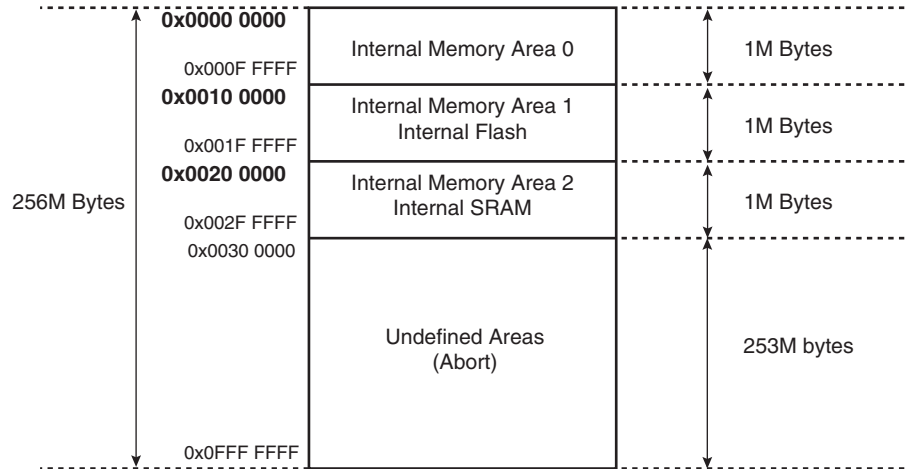 0x0000 0000
Internal Memory Area 0
1M Bytes
0x000F FFFF
0x0010 0000
Internal Memory Area 1
Internal Flash
1M Bytes
0x001F FFFF
0x0020 0000
256M Bytes
Internal Memory Area 2
Internal SRAM
1M Bytes
0x002F FFFF
0x0030 0000
Undefined Areas
(Abort)
253M bytes
0x0FFF FFFF